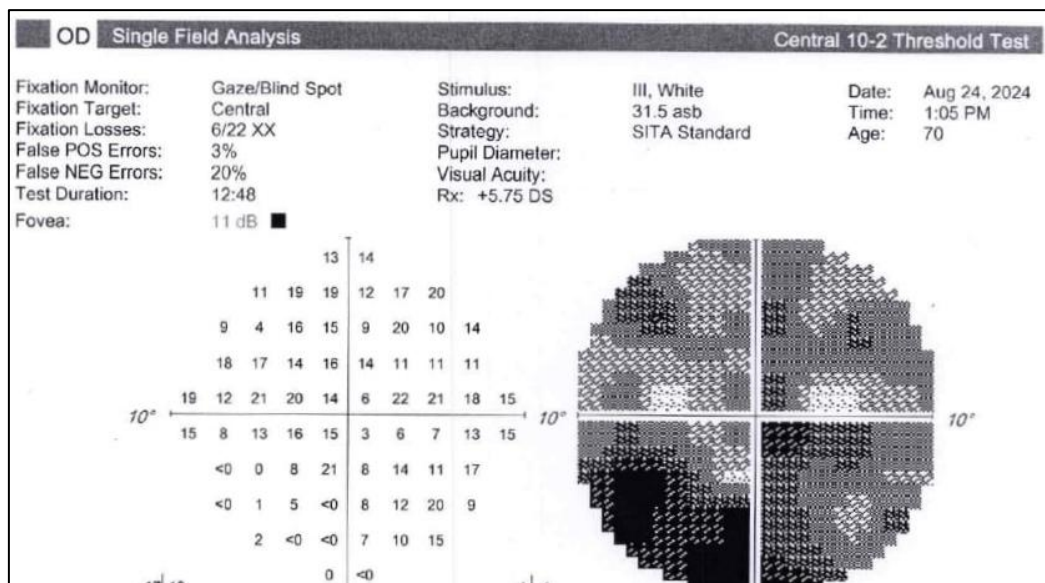 OD Single Field Analysis Central 10-2 Threshold Test
Fixation Monitor: Gaze/Blind Spot Stimulus: III, White Date: Aug 24, 2024
Fixation Target: Central Background: 31.5 asb Time: 1:05 PM
Fixation Losses: 6/22 XX Strategy: SITA Standard Age: 70
False POS Errors: 3% Pupil Diameter:
False NEG Errors: 20% Visual Acuity:
Test Duration: 12:48 Rx: +5.75 DS
Fovea: 11 dB
13 14
11 19 19 12 17 20
9 4 16 15 9 20 10 14
18 17 14 16 14 11 11 11
19 12 21 20 14 6 22 21 18 15
10° 10° 10°
15 8 13 16 15 3 6 7 13 15
<0 0 8 21 8 14 11 17
<0 1 5 <0 8 12 20 9
2 <0 <0 7 10 15
0 <0